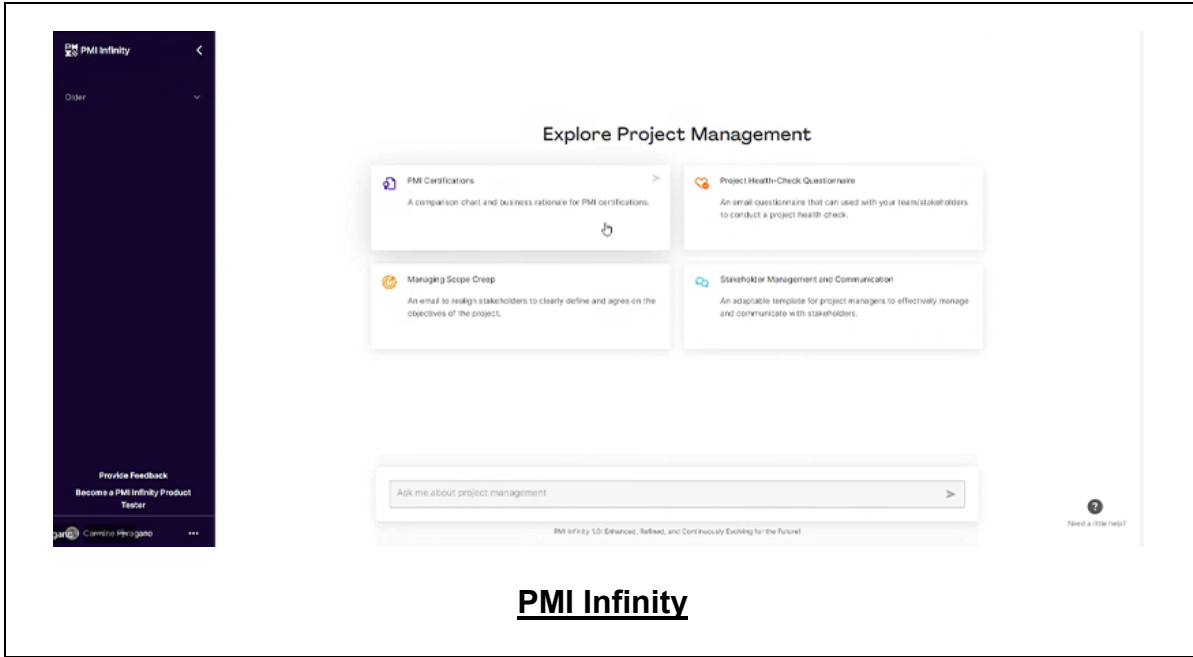 PMI Infinity
Older
Explore Project Management
PMI Certifications
A comparison chart and business rationale for PMI certifications.
Project Health-Check Questionnaire
An email questionnaire that can used with your team/stakeholders
to conduct a project health check.
Managing Scope Creep
An email to realign stakeholders to clearly define and agree on the
objectives of the project.
Stakeholder Management and Communication
An adaptable template for project managers to effectively manage
and communicate with stakeholders.
Provide Feedback
Become a PMI Infinity Product
Tester
Ask me about project management
PMI Infinity 1.0: Enhanced, Refined, and Continuously Evolving for the Future!
Need a little help?
PMI Infinity